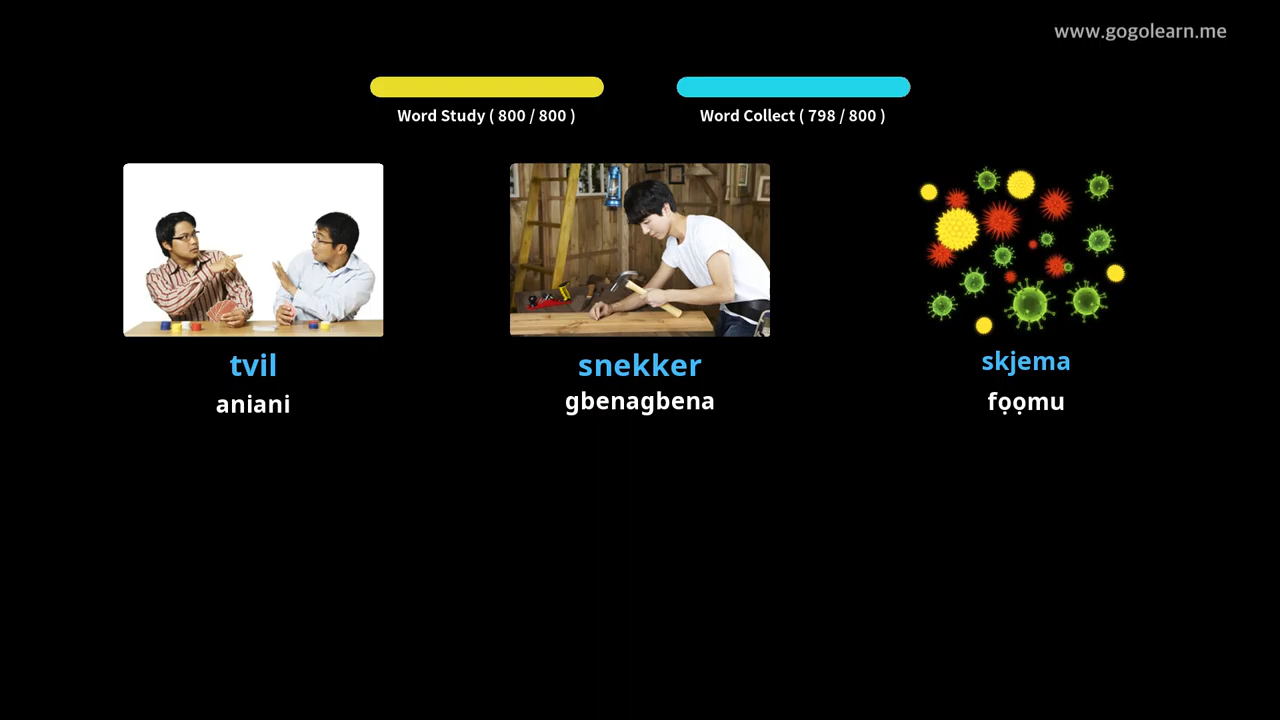 www.gogolearn.me
Word Study ( 800 / 800 )
Word Collect ( 798 / 800 )
tvil
snekker
skjema
aniani
gbenagbena
fọọmu